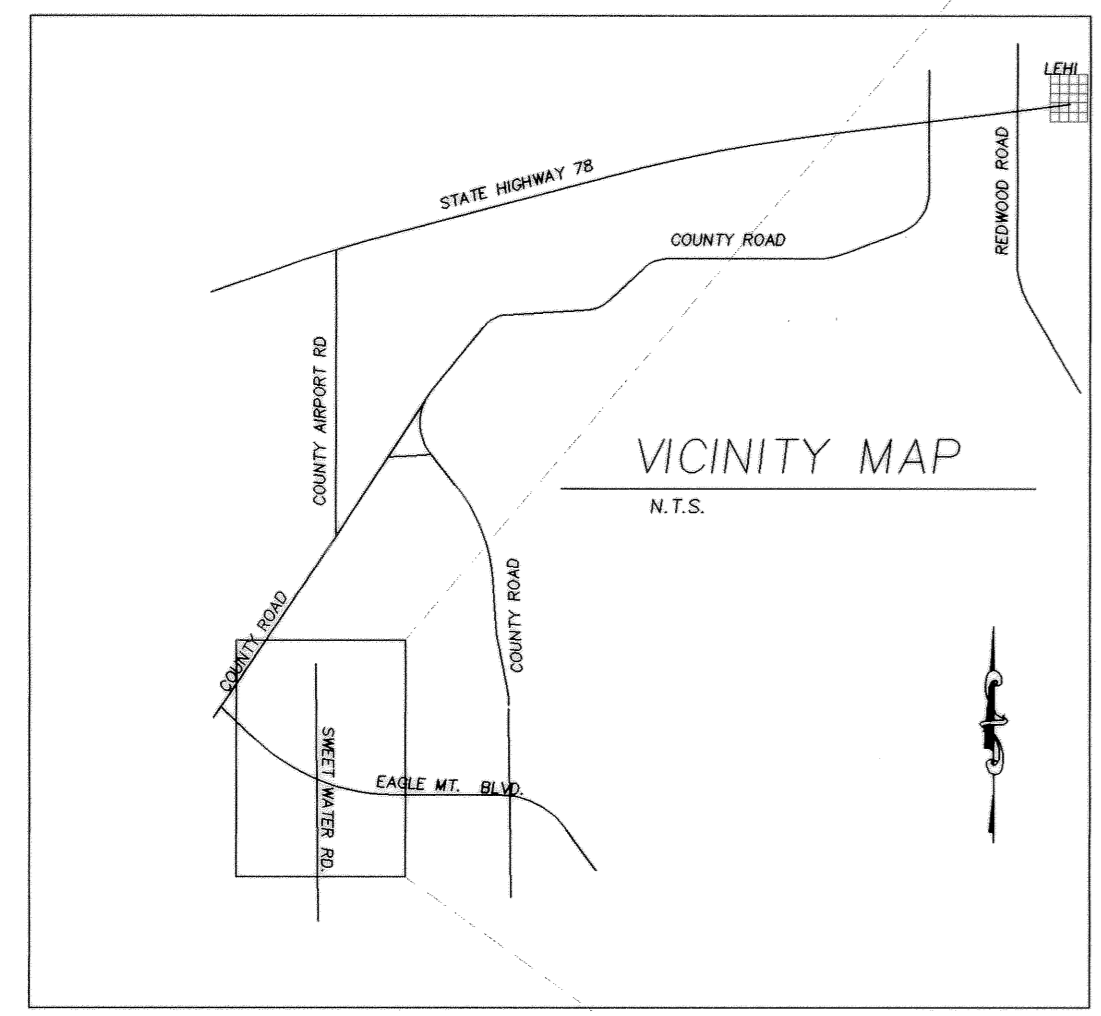 LEHI
STATE HIGHWAY 78
REDWOOD ROAD
COUNTY ROAD
COUNTY AIRPORT RD
VICINITY MAP
N.T.S.
COUNTY ROAD
COUNTY ROAD
SWEET WATER RD.
EAGLE MT. BLVD.